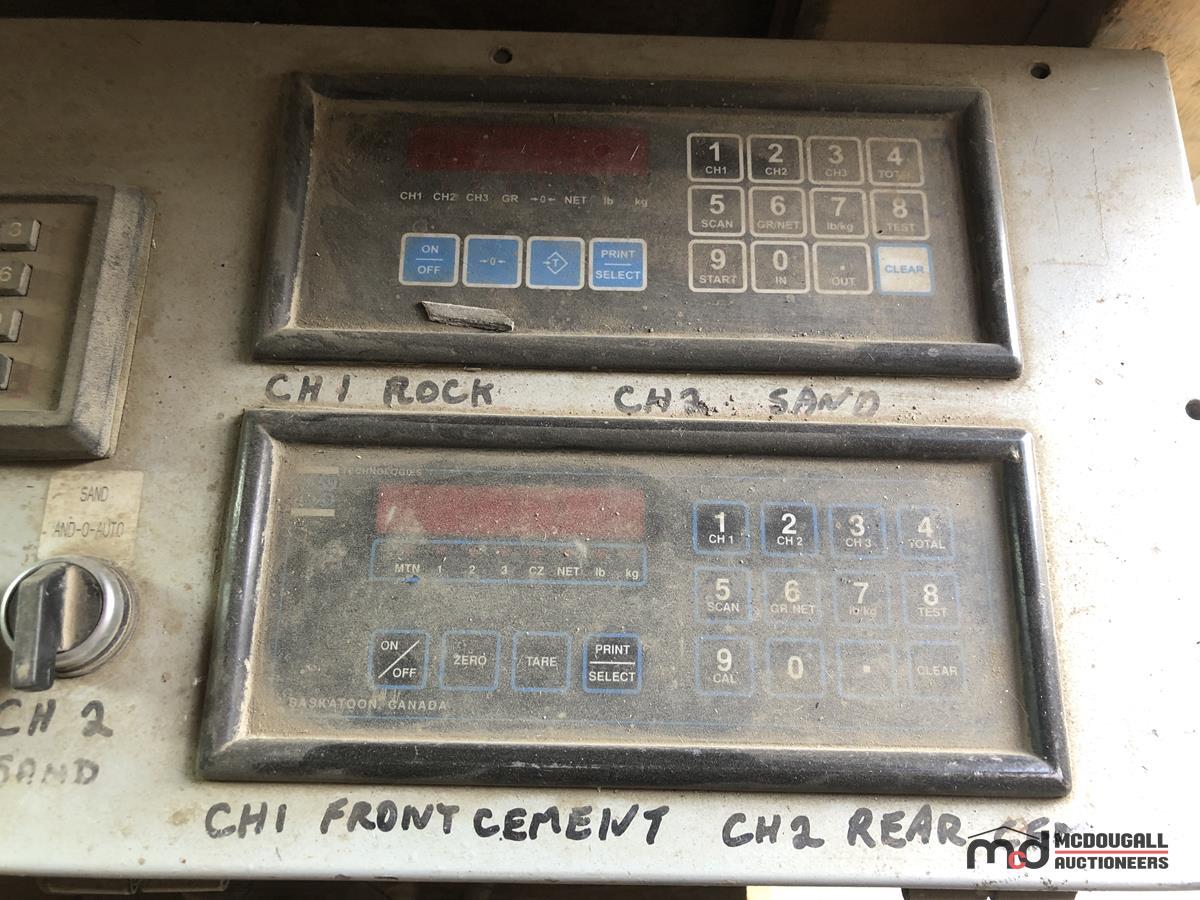 3
6
SAND
AND-O-AUTO
CH 2
SAND
CH1 CH2 CH3 GR →0← NET lb kg
ON
OFF
→0←
T
PRINT
SELECT
1 2 3 4
CH1 CH2 CH3 TOTAL
5 6 7 8
SCAN GR/NET lb/kg TEST
9 0 . CLEAR
START IN OUT
CH1 ROCK CH2 SAND
TECHNOLOGIES
MTN 1 2 3 CZ NET lb kg
ON
OFF
ZERO
TARE
PRINT
SELECT
SASKATOON, CANADA
1 2 3 4
CH 1 CH 2 CH 3 TOTAL
5 6 7 8
SCAN GR/NET lb/kg TEST
9 0 . CLEAR
CAL
CH1 FRONT CEMENT CH2 REAR
mcd MCDOUGALL
AUCTIONEERS